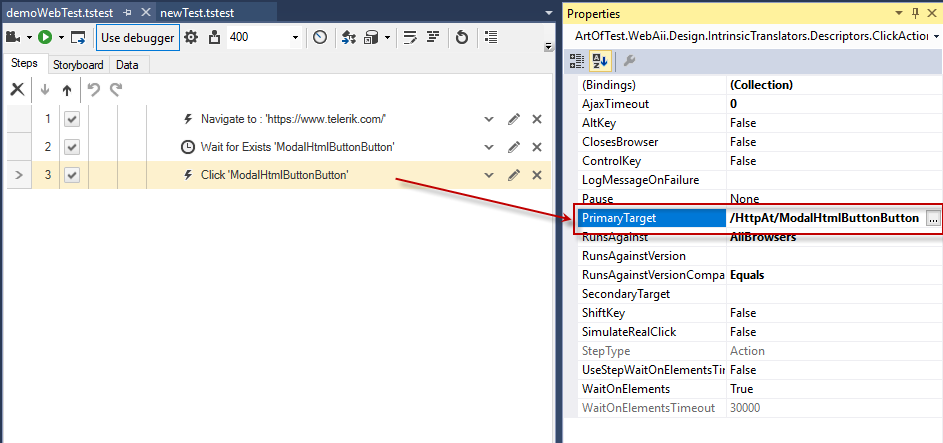 demoWebTest.tstest
newTest.tstest
Use debugger
400
Steps
Storyboard
Data
1 Navigate to : 'https://www.telerik.com/'
2 Wait for Exists 'ModalHtmlButtonButton'
3 Click 'ModalHtmlButtonButton'
Properties
ArtOfTest.WebAii.Design.IntrinsicTranslators.Descriptors.ClickAction
(Bindings) (Collection)
AjaxTimeout 0
AltKey False
ClosesBrowser False
ControlKey False
LogMessageOnFailure
Pause None
PrimaryTarget /HttpAt/ModalHtmlButtonButton ...
RunsAgainst AllBrowsers
RunsAgainstVersion
RunsAgainstVersionCompa Equals
SecondaryTarget
ShiftKey False
SimulateRealClick False
StepType Action
UseStepWaitOnElementsTi False
WaitOnElements True
WaitOnElementsTimeout 30000